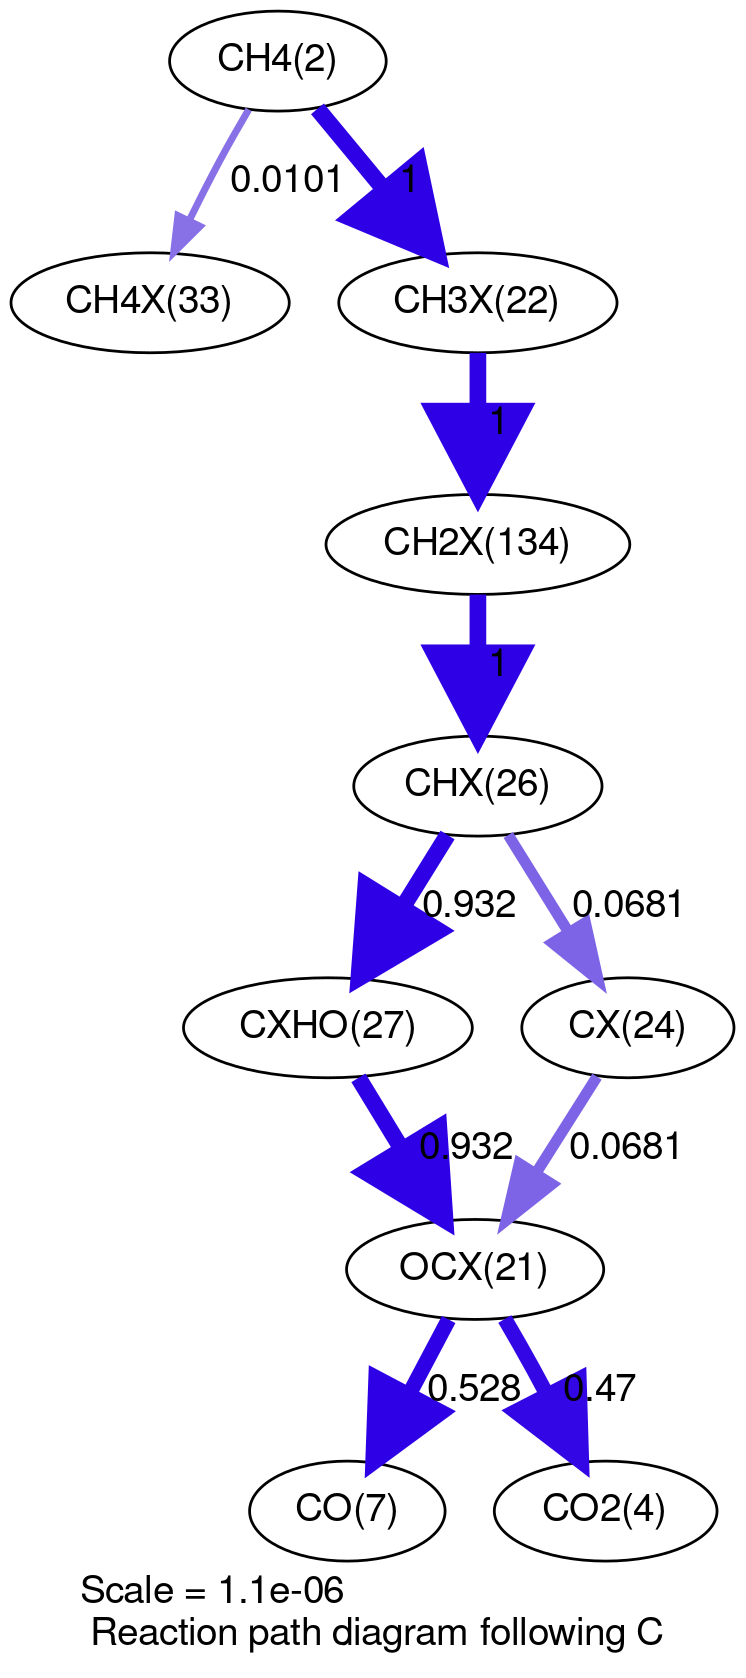 CH4(2)
0.0101
1
CH4X(33)
CH3X(22)
1
CH2X(134)
1
CHX(26)
0.932
0.0681
CXHO(27)
CX(24)
0.932
0.0681
OCX(21)
0.528
0.47
CO(7)
CO2(4)
Scale = 1.1e-06
Reaction path diagram following C